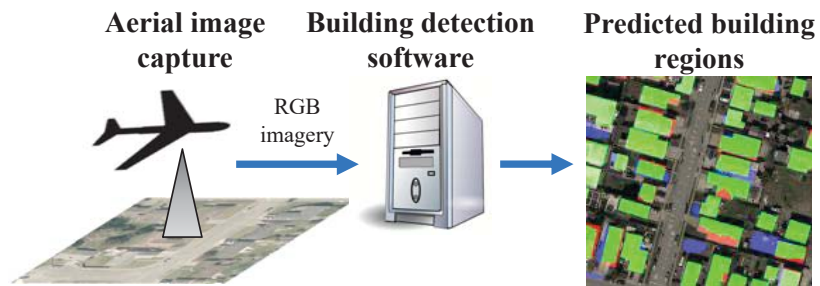 Aerial image
capture
Building detection
software
Predicted building
regions
RGB
imagery